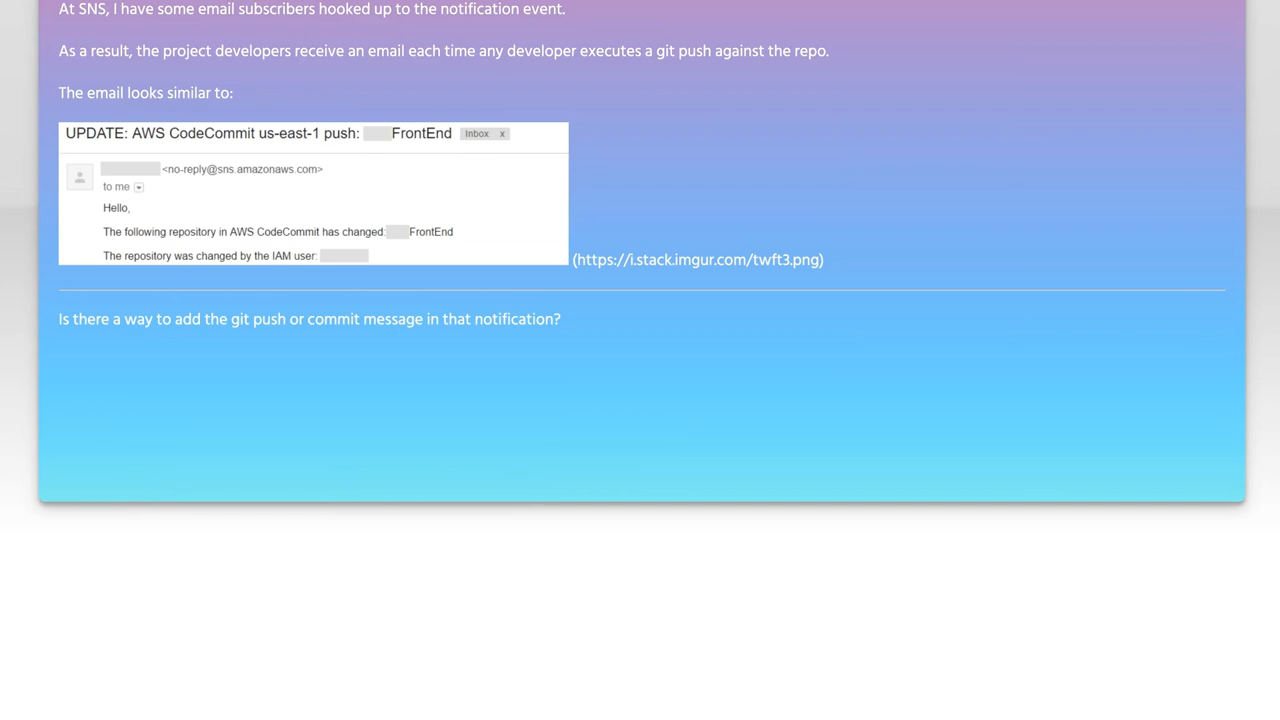 At SNS, I have some email subscribers hooked up to the notification event.
As a result, the project developers receive an email each time any developer executes a git push against the repo.
The email looks similar to:
UPDATE: AWS CodeCommit us-east-1 push: FrontEnd Inbox x
<no-reply@sns.amazonaws.com>
to me
Hello,
The following repository in AWS CodeCommit has changed: FrontEnd
The repository was changed by the IAM user:
(https://i.stack.imgur.com/twft3.png)
Is there a way to add the git push or commit message in that notification?